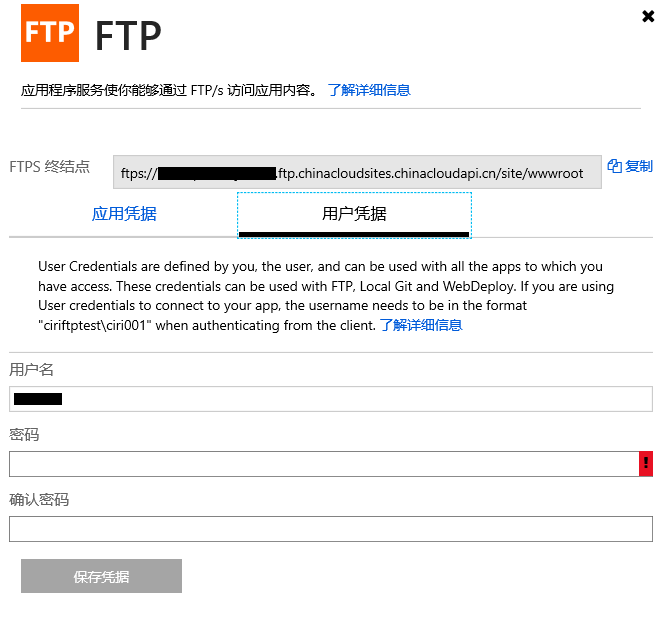 FTP
FTP
应用程序服务使你能够通过 FTP/s 访问应用内容。 了解详细信息
FTPS 终结点
ftps://
.ftp.chinacloudsites.chinacloudapi.cn/site/wwwroot
复制
应用凭据
用户凭据
User Credentials are defined by you, the user, and can be used with all the apps to which you
have access. These credentials can be used with FTP, Local Git and WebDeploy. If you are using
User credentials to connect to your app, the username needs to be in the format
"ciriftptest\ciri001" when authenticating from the client. 了解详细信息
用户名
密码
!
确认密码
保存凭据